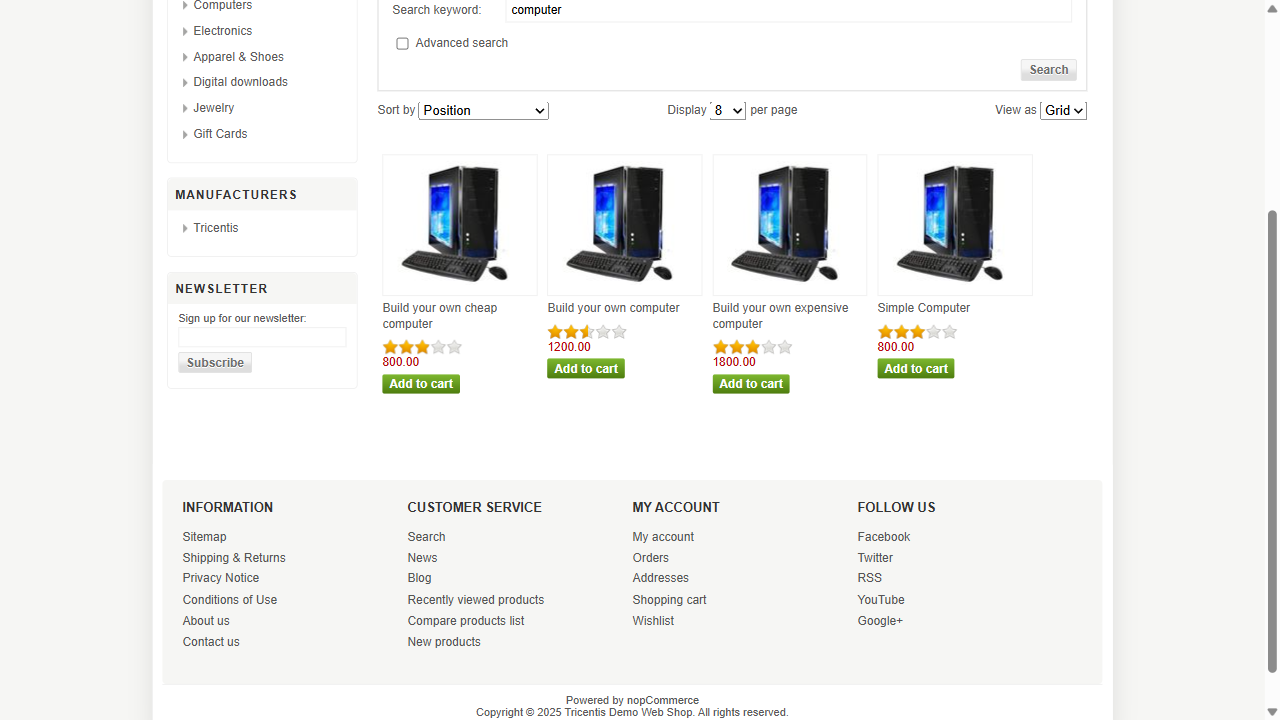 Computers
Electronics
Apparel & Shoes
Digital downloads
Jewelry
Gift Cards
MANUFACTURERS
Tricentis
NEWSLETTER
Sign up for our newsletter:
Subscribe
Search keyword: computer
Advanced search
Search
Sort by Position Display 8 per page View as Grid
Build your own cheap
computer
800.00
Add to cart
Build your own computer
1200.00
Add to cart
Build your own expensive
computer
1800.00
Add to cart
Simple Computer
800.00
Add to cart
INFORMATION
Sitemap
Shipping & Returns
Privacy Notice
Conditions of Use
About us
Contact us
CUSTOMER SERVICE
Search
News
Blog
Recently viewed products
Compare products list
New products
MY ACCOUNT
My account
Orders
Addresses
Shopping cart
Wishlist
FOLLOW US
Facebook
Twitter
RSS
YouTube
Google+
Powered by nopCommerce
Copyright © 2025 Tricentis Demo Web Shop. All rights reserved.